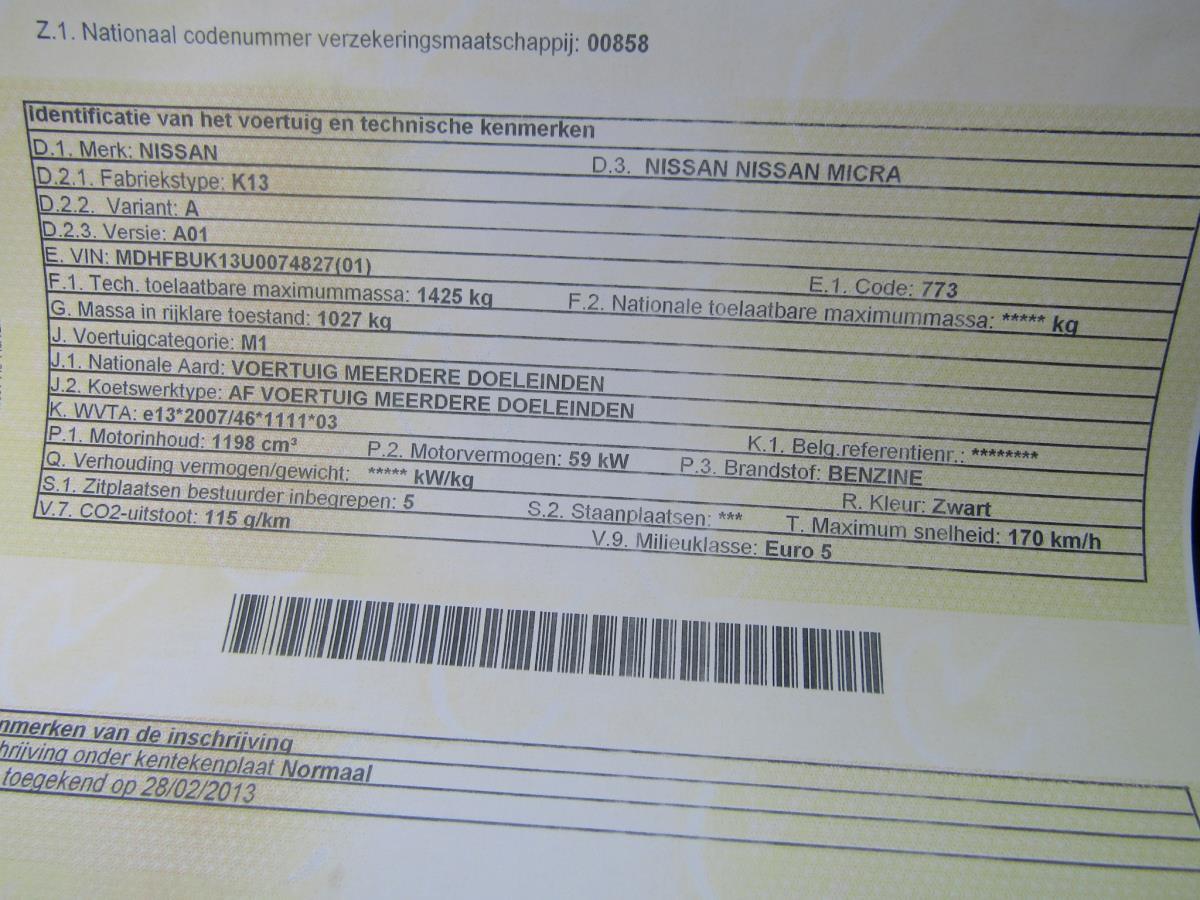 Z.1. Nationaal codenummer verzekeringsmaatschappij: 00858
Identificatie van het voertuig en technische kenmerken
D.1. Merk: NISSAN D.3. NISSAN NISSAN MICRA
D.2.1. Fabriekstype: K13
D.2.2. Variant: A
D.2.3. Versie: A01
E. VIN: MDHFBUK13U0074827(01) E.1. Code: 773
F.1. Tech. toelaatbare maximummassa: 1425 kg F.2. Nationale toelaatbare maximummassa: ***** kg
G. Massa in rijklare toestand: 1027 kg
J. Voertuigcategorie: M1
J.1. Nationale Aard: VOERTUIG MEERDERE DOELEINDEN
J.2. Koetswerktype: AF VOERTUIG MEERDERE DOELEINDEN
K. WVTA: e13*2007/46*1111*03 K.1. Belg.referentienr.: ********
P.1. Motorinhoud: 1198 cm³ P.2. Motorvermogen: 59 kW P.3. Brandstof: BENZINE
Q. Verhouding vermogen/gewicht: ***** kW/kg R. Kleur: Zwart
S.1. Zitplaatsen bestuurder inbegrepen: 5 S.2. Staanplaatsen: *** T. Maximum snelheid: 170 km/h
V.7. CO2-uitstoot: 115 g/km V.9. Milieuklasse: Euro 5
nmerken van de inschrijving
hrijving onder kentekenplaat Normaal
toegekend op 28/02/2013